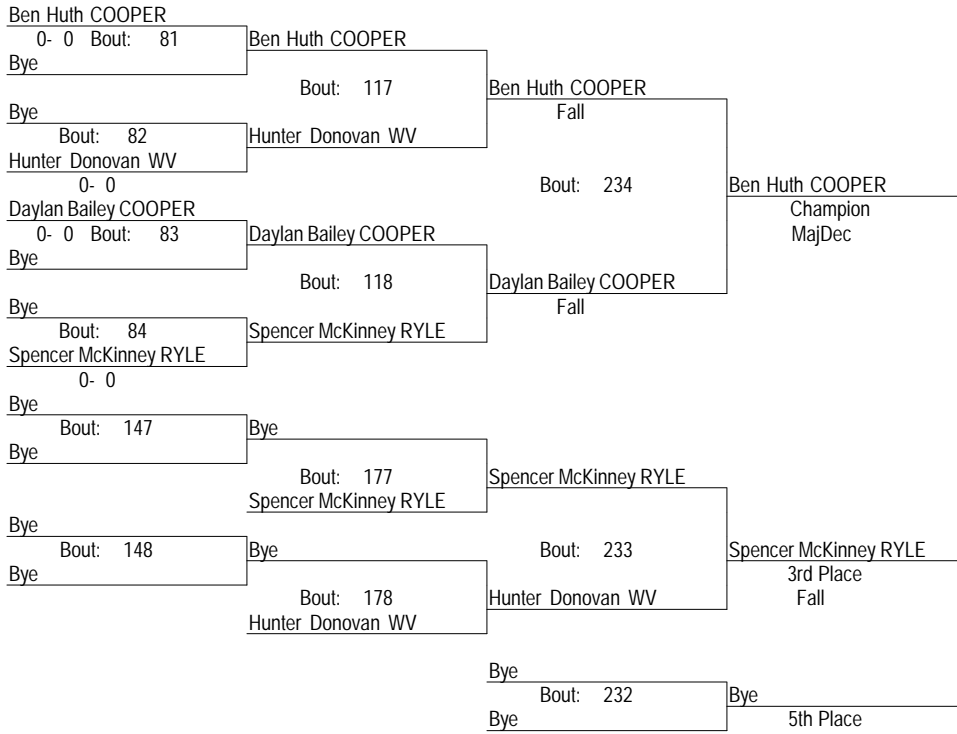 Ben Huth COOPER
0- 0 Bout: 81 Ben Huth COOPER
Bye
Bout: 117 Ben Huth COOPER
Bye Fall
Bout: 82 Hunter Donovan WV
Hunter Donovan WV
0- 0 Bout: 234 Ben Huth COOPER
Daylan Bailey COOPER Champion
0- 0 Bout: 83 Daylan Bailey COOPER MajDec
Bye
Bout: 118 Daylan Bailey COOPER
Bye Fall
Bout: 84 Spencer McKinney RYLE
Spencer McKinney RYLE
0- 0
Bye
Bout: 147 Bye
Bye
Bout: 177 Spencer McKinney RYLE
Spencer McKinney RYLE
Bye
Bout: 148 Bye Bout: 233 Spencer McKinney RYLE
Bye 3rd Place
Bout: 178 Hunter Donovan WV Fall
Hunter Donovan WV
Bye
Bout: 232 Bye
Bye 5th Place